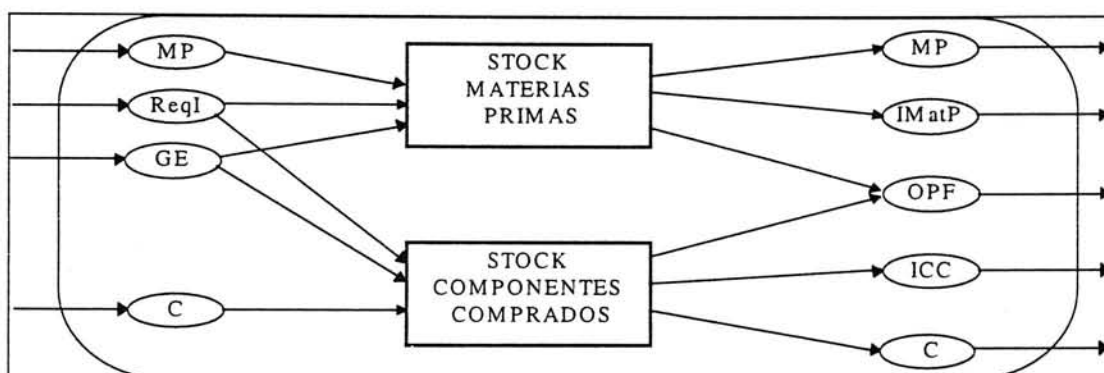 MP
ReqI
GE
C
STOCK
MATERIAS
PRIMAS
STOCK
COMPONENTES
COMPRADOS
MP
IMatP
OPF
ICC
C